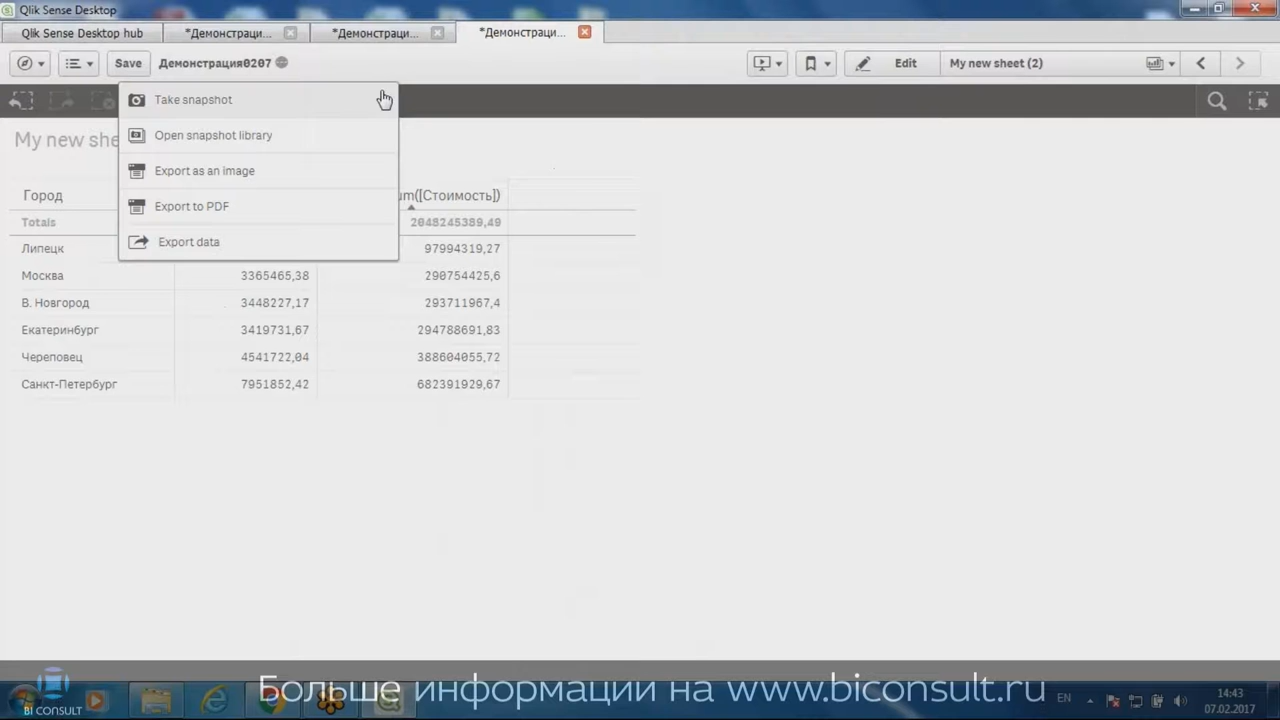 Qlik Sense Desktop
Qlik Sense Desktop hub
*Демонстраци...
*Демонстраци...
*Демонстраци...
Save
Демонстрация0207
Edit
My new sheet (2)
Take snapshot
Open snapshot library
Export as an image
Export to PDF
Export data
My new she
Город
um([Стоимость])
Totals
2048245389,49
Липецк
97994319,27
Москва 3365465,38 290754425,6
В. Новгород 3448227,17 293711967,4
Екатеринбург 3419731,67 294788691,83
Череповец 4541722,04 388604055,72
Санкт-Петербург 7951852,42 682391929,67
Больше информации на www.biconsult.ru
BI CONSULT
EN
14:43
07.02.2017